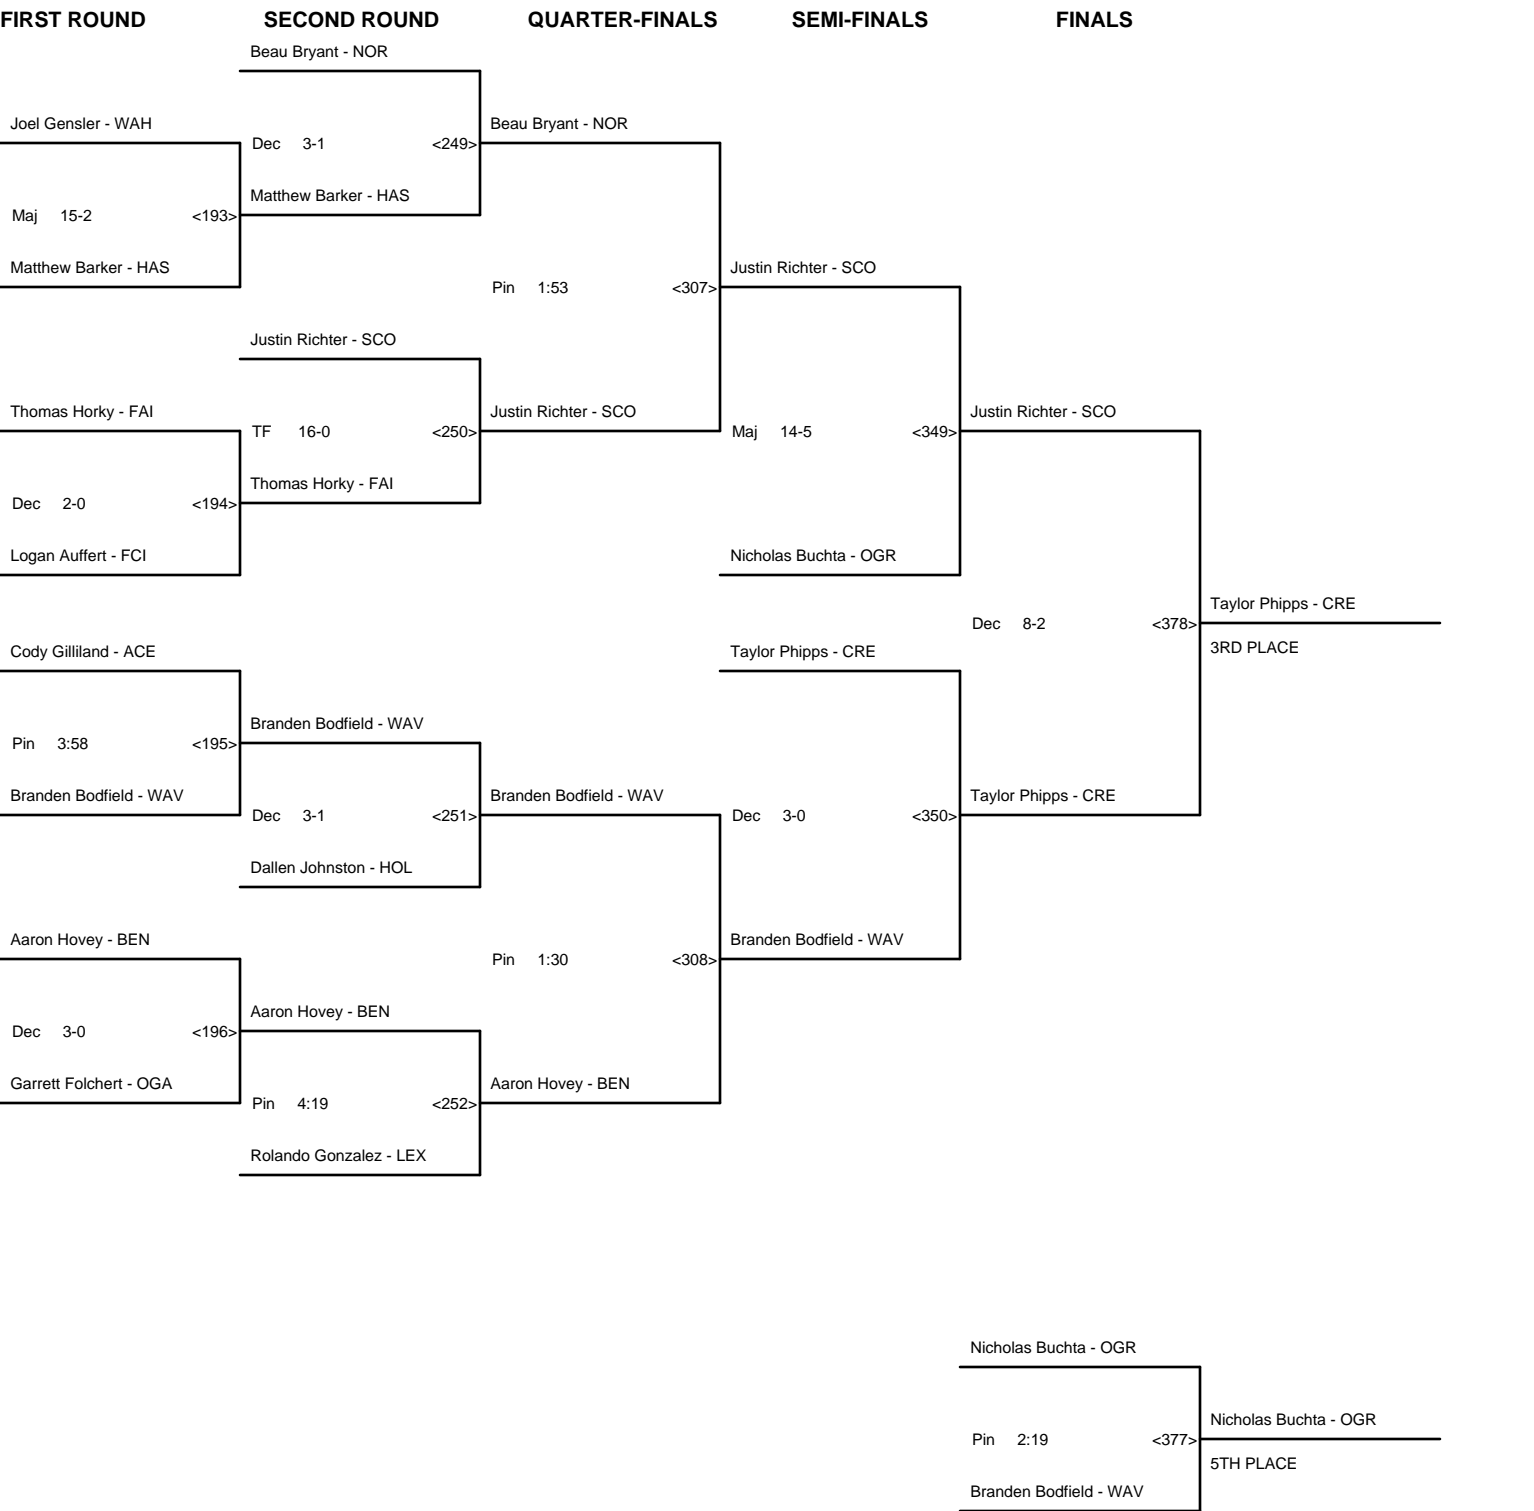 FIRST ROUND SECOND ROUND QUARTER-FINALS SEMI-FINALS FINALS
Beau Bryant - NOR
Joel Gensler - WAH
Dec 3-1 <249>
Beau Bryant - NOR
Matthew Barker - HAS
Maj 15-2 <193>
Matthew Barker - HAS
Justin Richter - SCO
Pin 1:53 <307>
Justin Richter - SCO
Thomas Horky - FAI
TF 16-0 <250>
Justin Richter - SCO
Maj 14-5 <349>
Justin Richter - SCO
Thomas Horky - FAI
Dec 2-0 <194>
Logan Auffert - FCI
Nicholas Buchta - OGR
Taylor Phipps - CRE
Dec 8-2 <378>
3RD PLACE
Cody Gilliland - ACE
Taylor Phipps - CRE
Branden Bodfield - WAV
Pin 3:58 <195>
Branden Bodfield - WAV
Dec 3-1 <251>
Branden Bodfield - WAV
Dec 3-0 <350>
Taylor Phipps - CRE
Dallen Johnston - HOL
Aaron Hovey - BEN
Branden Bodfield - WAV
Pin 1:30 <308>
Aaron Hovey - BEN
Dec 3-0 <196>
Garrett Folchert - OGA
Aaron Hovey - BEN
Pin 4:19 <252>
Rolando Gonzalez - LEX
Nicholas Buchta - OGR
Nicholas Buchta - OGR
Pin 2:19 <377>
5TH PLACE
Branden Bodfield - WAV